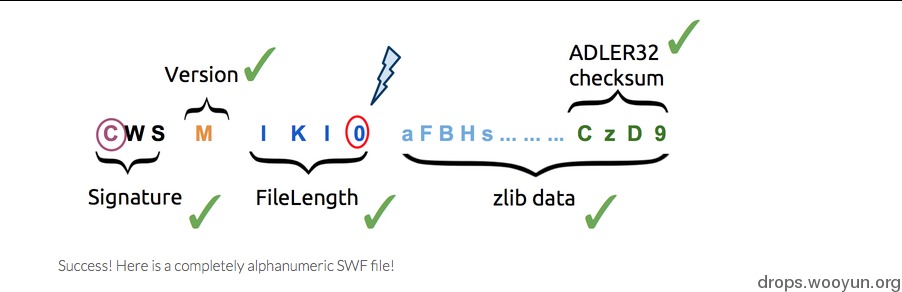 ADLER32
checksum
Version
C W S M I K I 0 a F B H s ... ... ... C z D 9
Signature
FileLength
zlib data
Success! Here is a completely alphanumeric SWF file!
drops.wooyun.org